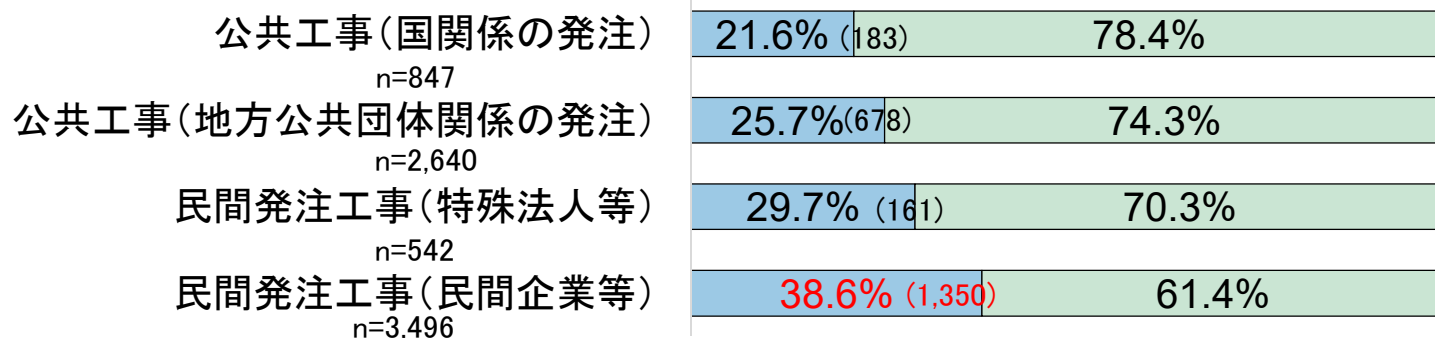 公共工事(国関係の発注) 21.6% (183) 78.4%
n=847
公共工事(地方公共団体関係の発注) 25.7%(678) 74.3%
n=2,640
民間発注工事(特殊法人等) 29.7% (161) 70.3%
n=542
民間発注工事(民間企業等) 38.6% (1,350) 61.4%
n=3,496